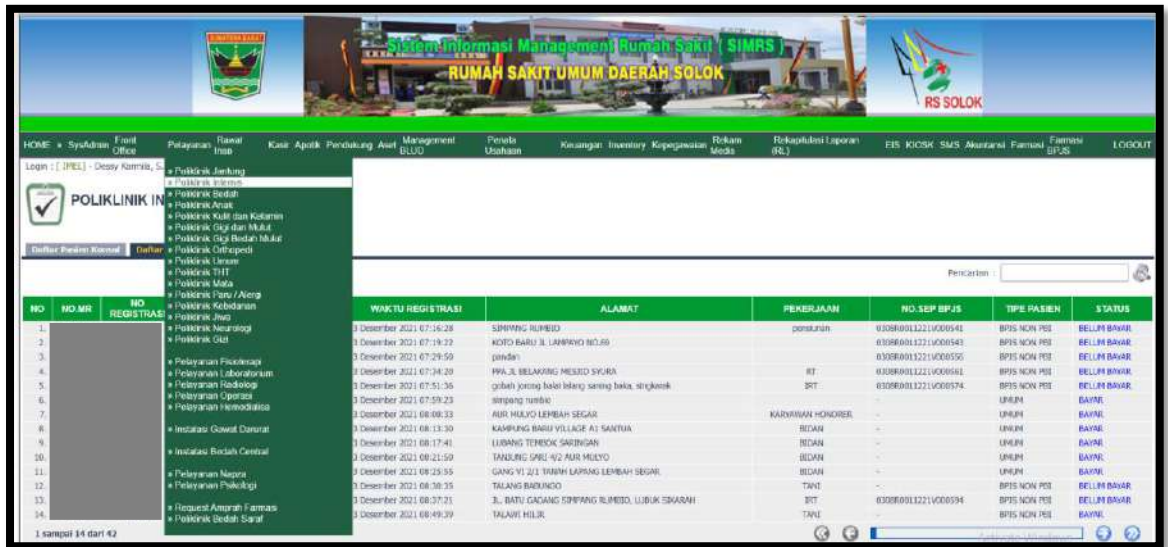 SUMATERA BARAT
Sistem Informasi Management Rumah Sakit ( SIMRS )
RUMAH SAKIT UMUM DAERAH SOLOK
RS SOLOK
HOME » SysAdmin Front Office Pelayanan Rawat Inap Kasir Apotik Pendukung Aset Management BLUD Penata Usahaan Keuangan Inventory Kepegawaian Rekam Medis Rekapitulasi Laporan (RL) EIS KIOSK SMS Akuntansi Farmasi Farmasi BPJS LOGOUT
Login : [ IMEL] - Dessy Karmila, S.
» Poliklinik Jantung
» Poliklinik Interne
» Poliklinik Bedah
» Poliklinik Anak
» Poliklinik Kulit dan Kelamin
» Poliklinik Gigi dan Mulut
» Poliklinik Gigi Bedah Mulut
» Poliklinik Orthopedi
» Poliklinik Umum
» Poliklinik THT
» Poliklinik Mata
» Poliklinik Paru / Alergi
» Poliklinik Kebidanan
» Poliklinik Jiwa
» Poliklinik Neurologi
» Poliklinik Gizi
» Pelayanan Fisioterapi
» Pelayanan Laboratorium
» Pelayanan Radiologi
» Pelayanan Operasi
» Pelayanan Hemodialisa
» Instalasi Gawat Darurat
» Instalasi Bedah Central
» Pelayanan Napza
» Pelayanan Psikologi
» Request Amprah Farmasi
» Poliklinik Bedah Saraf
POLIKLINIK IN
Daftar Pasien Konsul Daftar
Pencarian :
NO NO.MR NO REGISTRASI WAKTU REGISTRASI ALAMAT PEKERJAAN NO.SEP BPJS TIPE PASIEN STATUS
1. 3 Desember 2021 07:16:28 SIMPANG RUMBIO pensiunan 0308R0011221V000541 BPJS NON PBI BELUM BAYAR
2. 3 Desember 2021 07:19:22 KOTO BARU JL LAMPAYO NO.60 0308R0011221V000543 BPJS NON PBI BELUM BAYAR
3. 3 Desember 2021 07:29:50 pandan 0308R0011221V000556 BPJS NON PBI BELUM BAYAR
4. 3 Desember 2021 07:34:20 PPA JL BELAKANG MESJID SYURA RT 0308R0011221V000561 BPJS NON PBI BELUM BAYAR
5. 3 Desember 2021 07:51:36 gobah jorong balai lalang saning baka, singkarak IRT 0308R0011221V000574 BPJS NON PBI BELUM BAYAR
6. 3 Desember 2021 07:59:23 simpang rumbio - UMUM BAYAR
7. 3 Desember 2021 08:08:33 AUR MULYO LEMBAH SEGAR KARYAWAN HONORER - UMUM BAYAR
8. 3 Desember 2021 08:13:30 KAMPUNG BARU VILLAGE A1 SANTUA BIDAN - UMUM BAYAR
9. 3 Desember 2021 08:17:41 LUBANG TEMBOK SARINGAN BIDAN - UMUM BAYAR
10. 3 Desember 2021 08:21:50 TANJUNG SARI 4/2 AUR MULYO BIDAN - UMUM BAYAR
11. 3 Desember 2021 08:25:55 GANG VI 2/1 TANAH LAPANG LEMBAH SEGAR BIDAN - UMUM BAYAR
12. 3 Desember 2021 08:30:35 TALANG BABUNGO TANI - BPJS NON PBI BELUM BAYAR
13. 3 Desember 2021 08:37:21 JL. BATU GADANG SIMPANG RUMBIO, LUBUK SIKARAH IRT 0308R0011221V000594 BPJS NON PBI BELUM BAYAR
14. 3 Desember 2021 08:49:39 TALAWI HILIR TANI - BPJS NON PBI BAYAR
1 sampai 14 dari 42